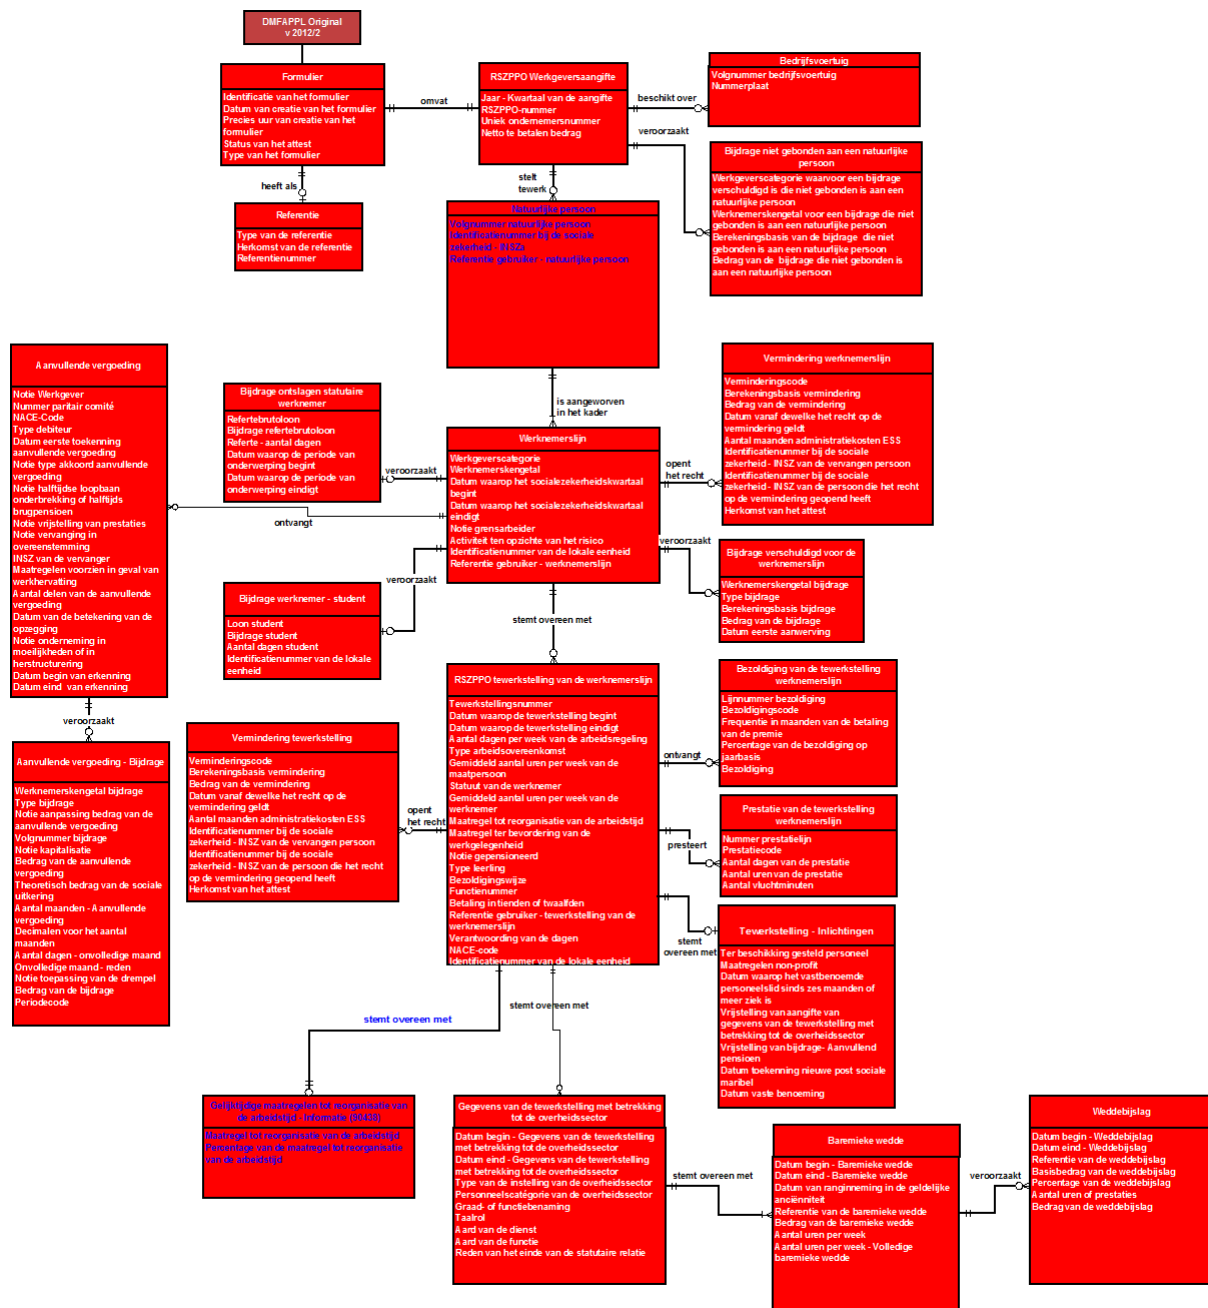 DMFAPPL Original
v 2012/2
Formulier
Identificatie van het formulier
Datum van creatie van het formulier
Precies uur van creatie van het
formulier
Status van het attest
Type van het formulier
omvat
RSZPPO Werkgeversaangifte
Jaar - Kwartaal van de aangifte
RSZPPO-nummer
Uniek ondernemersnummer
Netto te betalen bedrag
beschikt over
veroorzaakt
Bedrijfsvoertuig
Volgnummer bedrijfsvoertuig
Nummerplaat
Bijdrage niet gebonden aan een natuurlijke
persoon
Werkgeverscategorie waarvoor een bijdrage
verschuldigd is die niet gebonden is aan een
natuurlijke persoon
Werknemerskengetal voor een bijdrage die niet
gebonden is aan een natuurlijke persoon
Berekeningsbasis van de bijdrage die niet
gebonden is aan een natuurlijke persoon
Bedrag van de bijdrage die niet gebonden is
aan een natuurlijke persoon
heeft als
Referentie
Type van de referentie
Herkomst van de referentie
Referentienummer
stelt
tewerk
Natuurlijke persoon
Volgnummer natuurlijke persoon
Identificatienummer bij de sociale
zekerheid - INSZs
Referentie gebruiker - natuurlijke persoon
is aangeworven
in het kader
Aanvullende vergoeding
Notie Werkgever
Nummer paritair comité
NACE-Code
Type debiteur
Datum eerste toekenning
aanvullende vergoeding
Notie type akkoord aanvullende
vergoeding
Notie halftijdse loopbaan
onderbrekking of halftijds
brugpensioen
Notie vrijstelling van prestaties
Notie vervanging in
overeenstemming
INSZ van de vervanger
Maatregelen voorzien in geval van
werkhervatting
Aantal delen van de aanvullende
vergoeding
Datum van de betekening van de
opzegging
Notie onderneming in
moeilijkheden of in
herstructurering
Datum begin van erkenning
Datum eind van erkenning
Bijdrage ontslagen statutaire
werknemer
Refertebrutoloon
Bijdrage refertebrutoloon
Referte - aantal dagen
Datum waarop de periode van
onderwerping begint
Datum waarop de periode van
onderwerping eindigt
veroorzaakt
ontvangt
Werknemerslijn
Werkgeverscategorie
Werknemerskengetal
Datum waarop het socialezekerheidskwartaal
begint
Datum waarop het socialezekerheidskwartaal
eindigt
Notie grensarbeider
Activiteit ten opzichte van het risico
Identificatienummer van de lokale eenheid
Referentie gebruiker - werknemerslijn
opent
het recht
veroorzaakt
Vermindering werknemerslijn
Verminderingscode
Berekeningsbasis vermindering
Bedrag van de vermindering
Datum vanaf dewelke het recht op de
vermindering geldt
Aantal maanden administratiekosten ESS
Identificatienummer bij de sociale
zekerheid - INSZ van de vervangen persoon
Identificatienummer bij de sociale
zekerheid - INSZ van de persoon die het recht
op de vermindering geopend heeft
Herkomst van het attest
Bijdrage verschuldigd voor de
werknemerslijn
Werknemerskengetal bijdrage
Type bijdrage
Berekeningsbasis bijdrage
Bedrag van de bijdrage
Datum eerste aanwerving
veroorzaakt
Bijdrage werknemer - student
Loon student
Bijdrage student
Aantal dagen student
Identificatienummer van de lokale
eenheid
stemt overeen met
RSZPPO tewerkstelling van de werknemerslijn
Tewerkstellingsnummer
Datum waarop de tewerkstelling begint
Datum waarop de tewerkstelling eindigt
Aantal dagen per week van de arbeidsregeling
Type arbeidsovereenkomst
Gemiddeld aantal uren per week van de
maatpersoon
Statuut van de werknemer
Gemiddeld aantal uren per week van de
werknemer
Maatregel tot reorganisatie van de arbeidstijd
Maatregel ter bevordering van de
werkgelegenheid
Notie gepensioneerd
Type leerling
Bezoldigingswijze
Functienummer
Betaling in tienden of twaalfden
Referentie gebruiker - tewerkstelling van de
werknemerslijn
Verantwoording van de dagen
NACE-code
Identificatienummer van de lokale eenheid
ontvangt
presteert
stemt
overeen met
Bezoldiging van de tewerkstelling
werknemerslijn
Lijnnummer bezoldiging
Bezoldigingscode
Frequentie in maanden van de betaling
van de premie
Percentage van de bezoldiging op
jaarbasis
Bezoldiging
Prestatie van de tewerkstelling
werknemerslijn
Nummer prestatielijn
Prestatiecode
Aantal dagen van de prestatie
Aantal uren van de prestatie
Aantal vluchtminuten
Tewerkstelling - Inlichtingen
Ter beschikking gesteld personeel
Maatregelen non-profit
Datum waarop het vastbenoemde
personeelslid sinds zes maanden of
meer ziek is
Vrijstelling van aangifte van
gegevens van de tewerkstelling met
betrekking tot de overheidssector
Vrijstelling van bijdrage- Aanvullend
pensioen
Datum toekenning nieuwe post sociale
maribel
Datum vaste benoeming
veroorzaakt
Aanvullende vergoeding - Bijdrage
Werknemerskengetal bijdrage
Type bijdrage
Notie aanpassing bedrag van de
aanvullende vergoeding
Volgnummer bijdrage
Notie kapitalisatie
Bedrag van de aanvullende
vergoeding
Theoretisch bedrag van de sociale
uitkering
Aantal maanden - Aanvullende
vergoeding
Decimalen voor het aantal
maanden
Aantal dagen - onvolledige maand
Onvolledige maand - reden
Notie toepassing van de drempel
Bedrag van de bijdrage
Periodecode
Vermindering tewerkstelling
Verminderingscode
Berekeningsbasis vermindering
Bedrag van de vermindering
Datum vanaf dewelke het recht op de
vermindering geldt
Aantal maanden administratiekosten ESS
Identificatienummer bij de sociale
zekerheid - INSZ van de vervangen persoon
Identificatienummer bij de sociale
zekerheid - INSZ van de persoon die het recht
op de vermindering geopend heeft
Herkomst van het attest
opent
het recht
stemt overeen met
stemt overeen met
Gelijktijdige maatregelen tot reorganisatie van
de arbeidstijd - Informatie (90438)
Maatregel tot reorganisatie van de arbeidstijd
Percentage van de maatregel tot reorganisatie
van de arbeidstijd
Gegevens van de tewerkstelling met betrekking
tot de overheidssector
Datum begin - Gegevens van de tewerkstelling
met betrekking tot de overheidssector
Datum eind - Gegevens van de tewerkstelling
met betrekking tot de overheidssector
Type van de instelling van de overheidssector
Personeelscatégorie van de overheidssector
Graad- of functiebenaming
Taalrol
Aard van de dienst
Aard van de functie
Reden van het einde van de statutaire relatie
stemt overeen met
Baremieke wedde
Datum begin - Baremieke wedde
Datum eind - Baremieke wedde
Datum van ranginneming in de geldelijke
anciënniteit
Referentie van de baremieke wedde
Bedrag van de baremieke wedde
Aantal uren per week
Aantal uren per week - Volledige
baremieke wedde
veroorzaakt
Weddebijslag
Datum begin - Weddebijslag
Datum eind - Weddebijslag
Referentie van de weddebijslag
Basisbedrag van de weddebijslag
Percentage van de weddebijslag
Aantal uren of prestaties
Bedrag van de weddebijslag